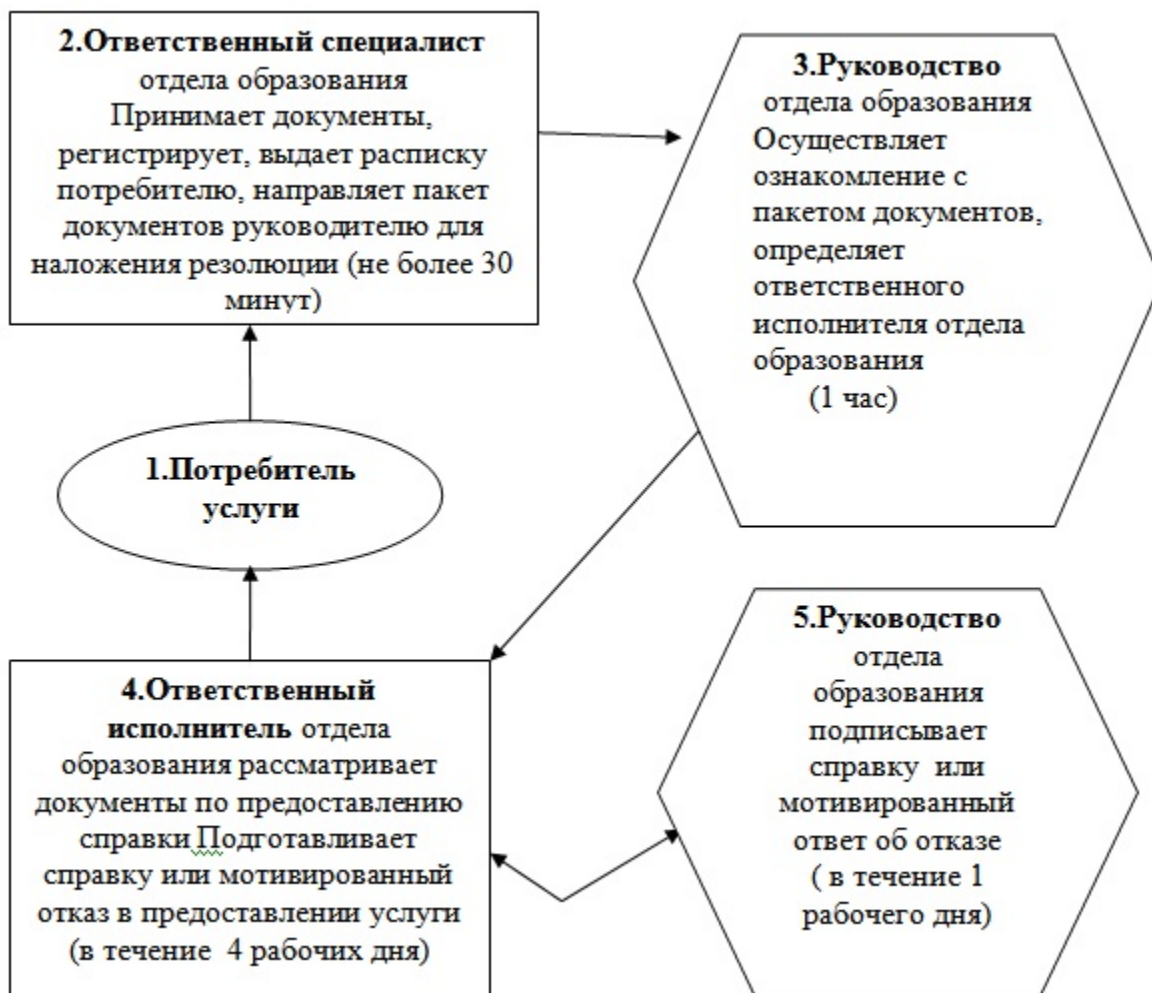 2.Ответственный специалист
отдела образования
Принимает документы,
регистрирует, выдает расписку
потребителю, направляет пакет
документов руководителю для
наложения резолюции (не более 30
минут)
3.Руководство
отдела образования
Осуществляет
ознакомление с
пакетом документов,
определяет
ответственного
исполнителя отдела
образования
(1 час)
1.Потребитель
услуги
4.Ответственный
исполнитель отдела
образования рассматривает
документы по предоставлению
справки Подготавливает
справку или мотивированный
отказ в предоставлении услуги
(в течение 4 рабочих дня)
5.Руководство
отдела
образования
подписывает
справку или
мотивированный
ответ об отказе
( в течение 1
рабочего дня)